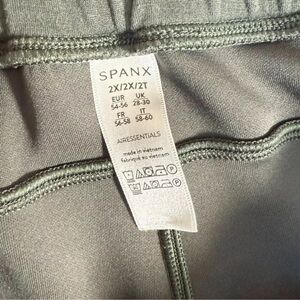 SPANX
2X/2X/2T
EUR UK
54-56 28-30
FR IT
56-58 58-60
AIRESSENTIALS
made in vietnam
fabriqué au vietnam